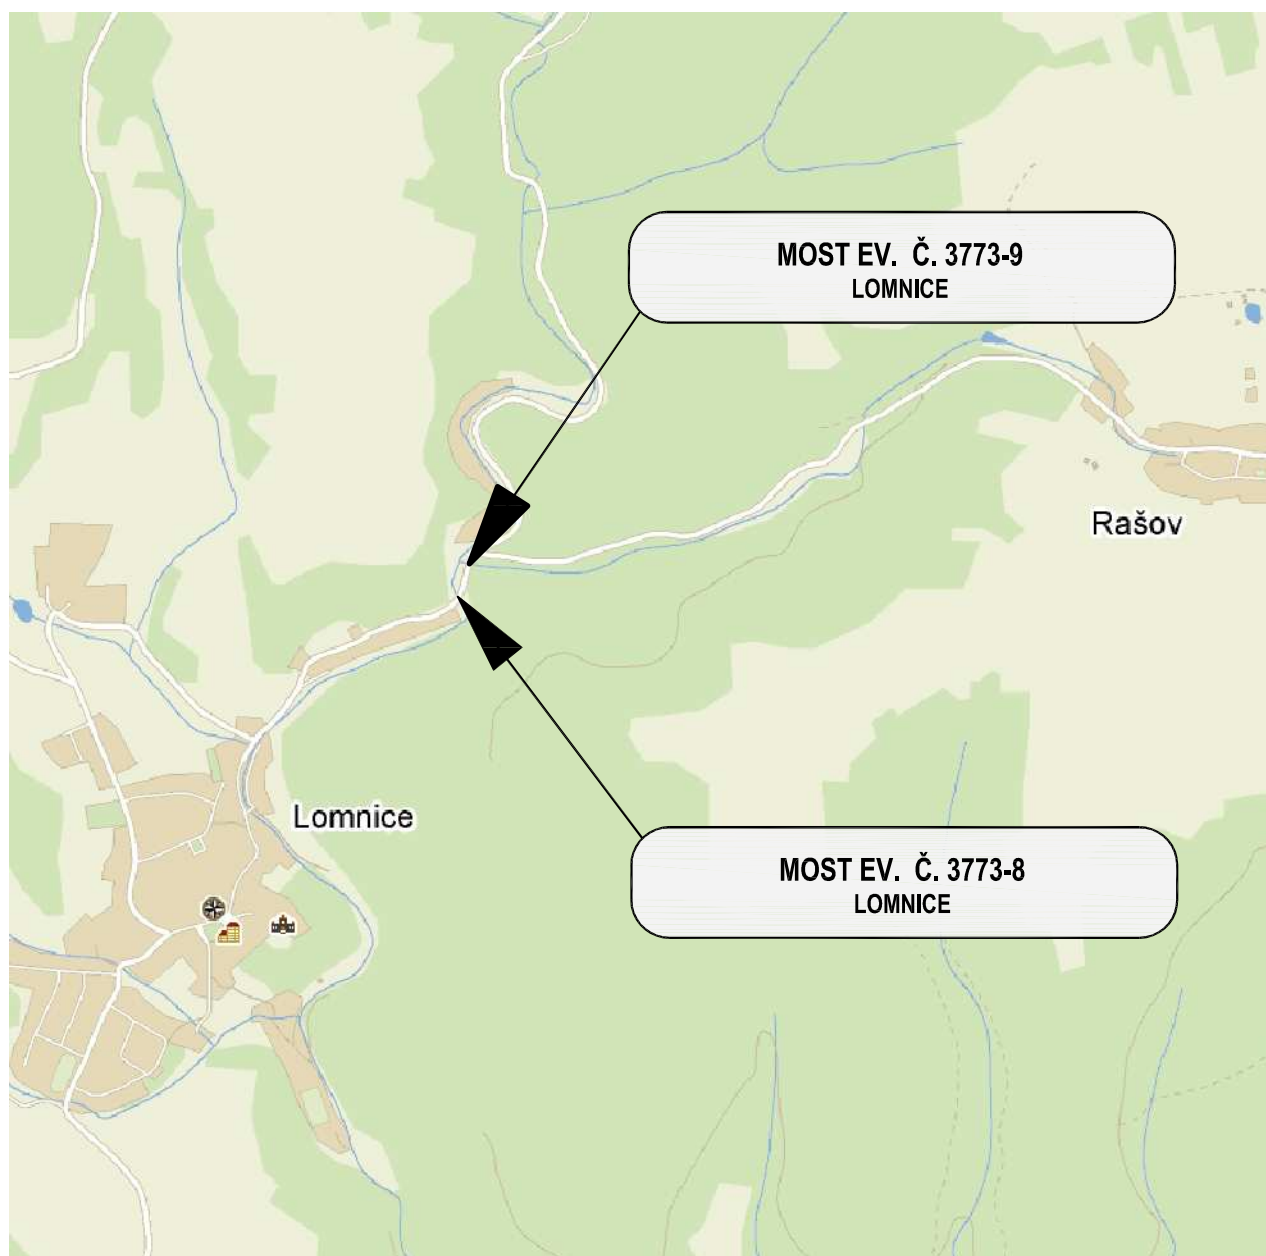 MOST EV. Č. 3773-9
LOMNICE
Rašov
Lomnice
MOST EV. Č. 3773-8
LOMNICE